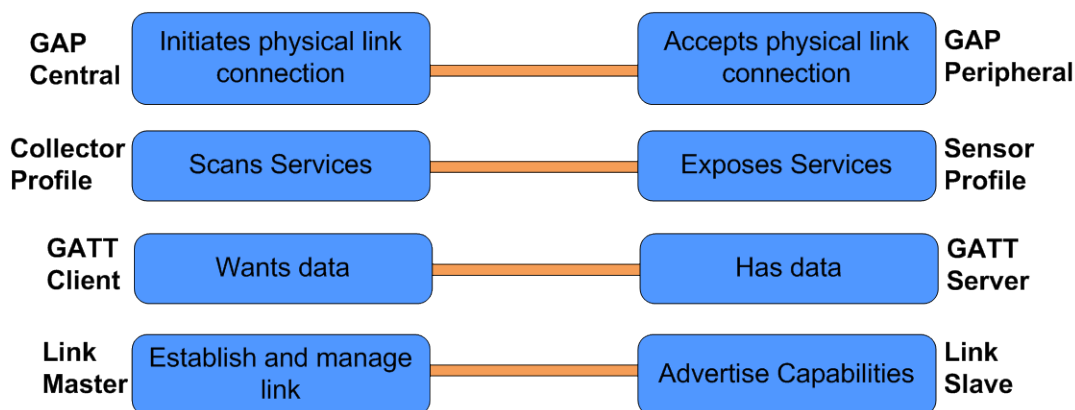 GAP
Central
Initiates physical link
connection
Accepts physical link
connection
GAP
Peripheral
Collector
Profile
Scans Services
Exposes Services
Sensor
Profile
GATT
Client
Wants data
Has data
GATT
Server
Link
Master
Establish and manage
link
Advertise Capabilities
Link
Slave